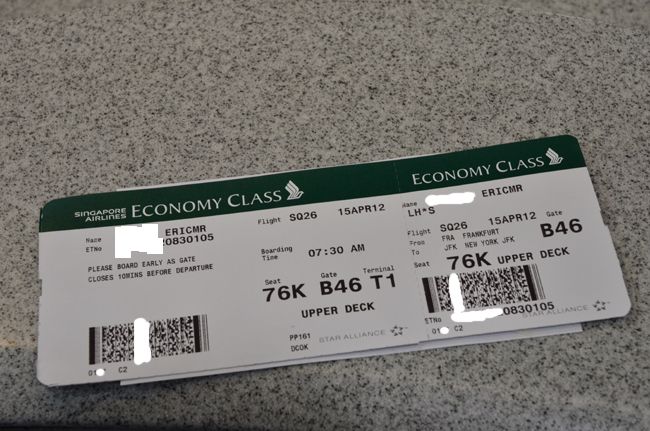 SINGAPORE AIRLINES ECONOMY CLASS
Name ERICMR
ETNo 20830105
PLEASE BOARD EARLY AS GATE
CLOSES 10MINS BEFORE DEPARTURE
Flight SQ26 15APR12
Boarding Time 07:30 AM
Seat Gate Terminal
76K B46 T1
UPPER DECK
PP161
DCOK
STAR ALLIANCE
01 C2
ECONOMY CLASS
Name ERICMR
LH*S
Flight SQ26 15APR12 Gate
From FRA FRANKFURT B46
To JFK NEW YORK JFK
Seat 76K UPPER DECK
ETNo 0830105
01 C2
STAR ALLIANCE